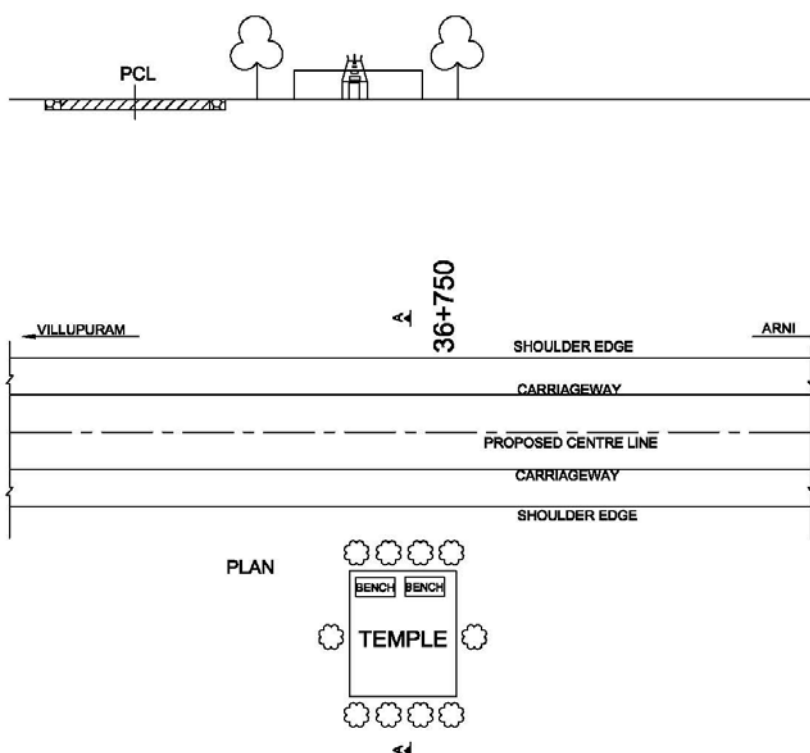 PCL
A
36+750
VILLUPURAM
ARNI
SHOULDER EDGE
CARRIAGEWAY
PROPOSED CENTRE LINE
CARRIAGEWAY
SHOULDER EDGE
PLAN
BENCH BENCH
TEMPLE
A